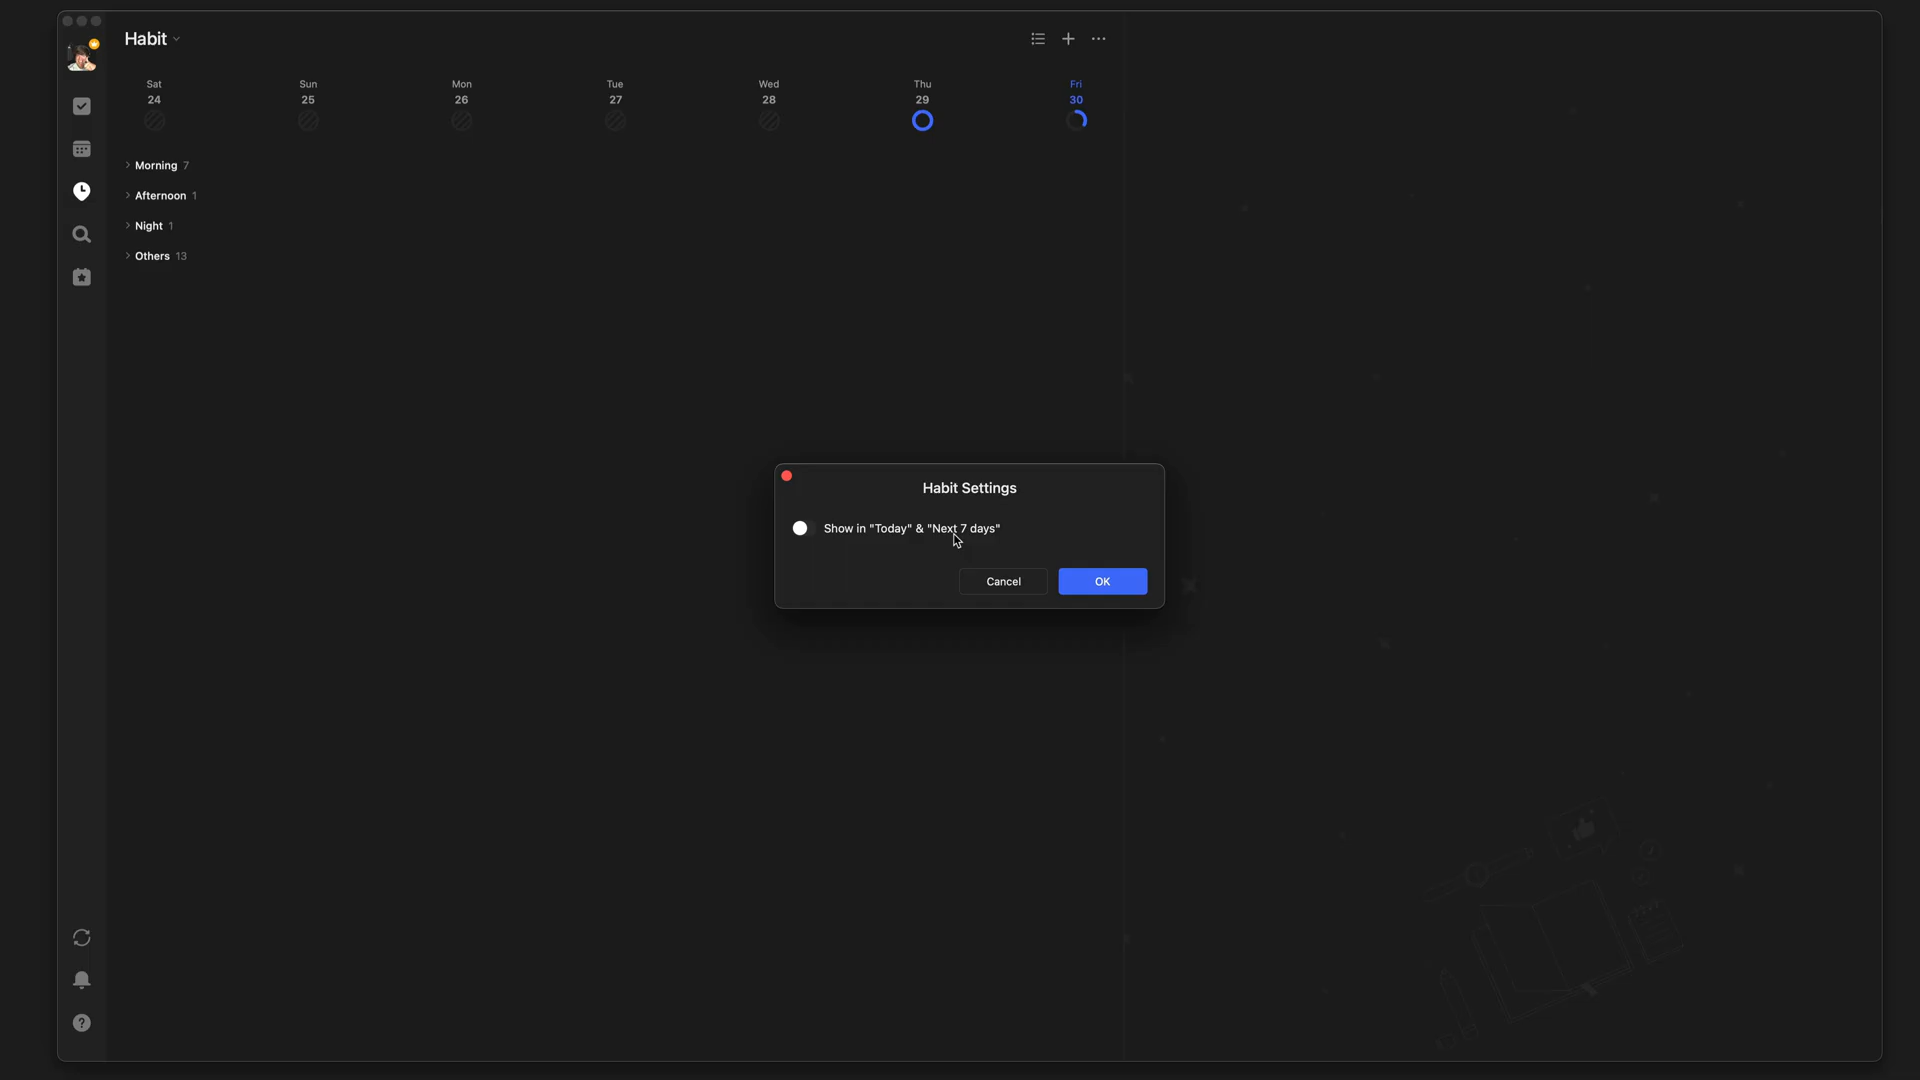 Habit
Sat Sun Mon Tue Wed Thu Fri
24 25 26 27 28 29 30
Morning 7
Afternoon 1
Night 1
Others 13
Habit Settings
Show in "Today" & "Next 7 days"
Cancel OK